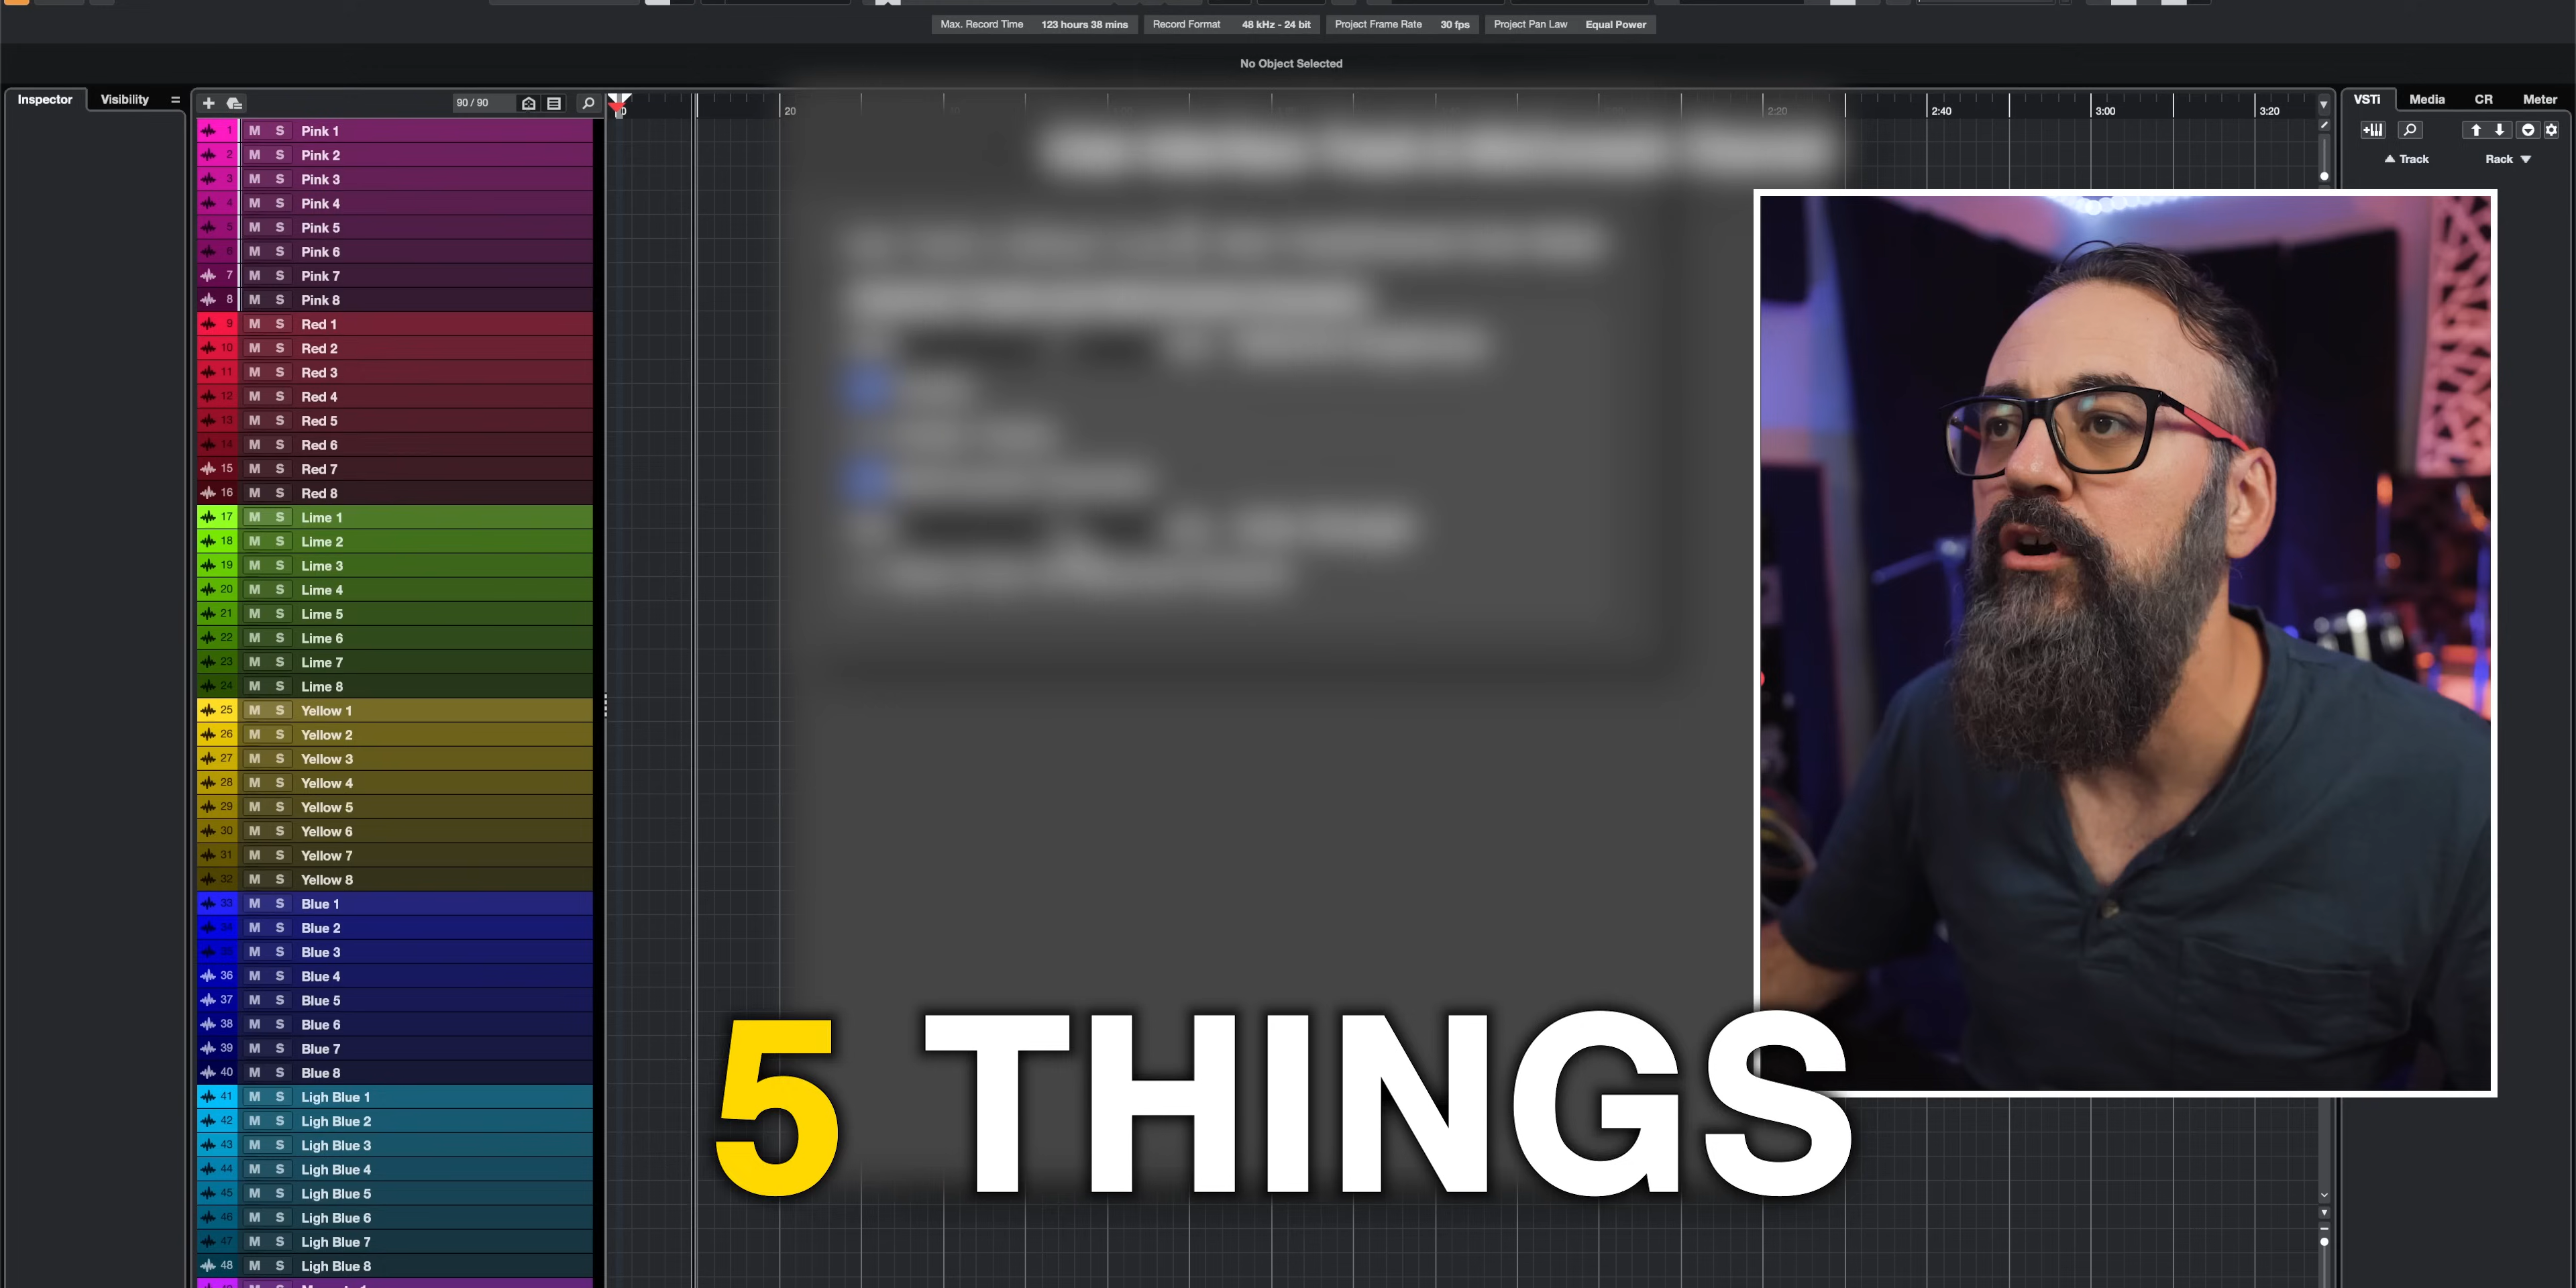 Max. Record Time 123 hours 38 mins Record Format 48 kHz - 24 bit Project Frame Rate 30 fps Project Pan Law Equal Power
No Object Selected
Inspector Visibility
90 / 90
0 20 2:20 2:40 3:00 3:20
VSTi Media CR Meter
Track Rack
1 M S Pink 1
2 M S Pink 2
3 M S Pink 3
4 M S Pink 4
5 M S Pink 5
6 M S Pink 6
7 M S Pink 7
8 M S Pink 8
9 M S Red 1
10 M S Red 2
11 M S Red 3
12 M S Red 4
13 M S Red 5
14 M S Red 6
15 M S Red 7
16 M S Red 8
17 M S Lime 1
18 M S Lime 2
19 M S Lime 3
20 M S Lime 4
21 M S Lime 5
22 M S Lime 6
23 M S Lime 7
24 M S Lime 8
25 M S Yellow 1
26 M S Yellow 2
27 M S Yellow 3
28 M S Yellow 4
29 M S Yellow 5
30 M S Yellow 6
31 M S Yellow 7
32 M S Yellow 8
33 M S Blue 1
34 M S Blue 2
35 M S Blue 3
36 M S Blue 4
37 M S Blue 5
38 M S Blue 6
39 M S Blue 7
40 M S Blue 8
41 M S Ligh Blue 1
42 M S Ligh Blue 2
43 M S Ligh Blue 3
44 M S Ligh Blue 4
45 M S Ligh Blue 5
46 M S Ligh Blue 6
47 M S Ligh Blue 7
48 M S Ligh Blue 8
5 THINGS